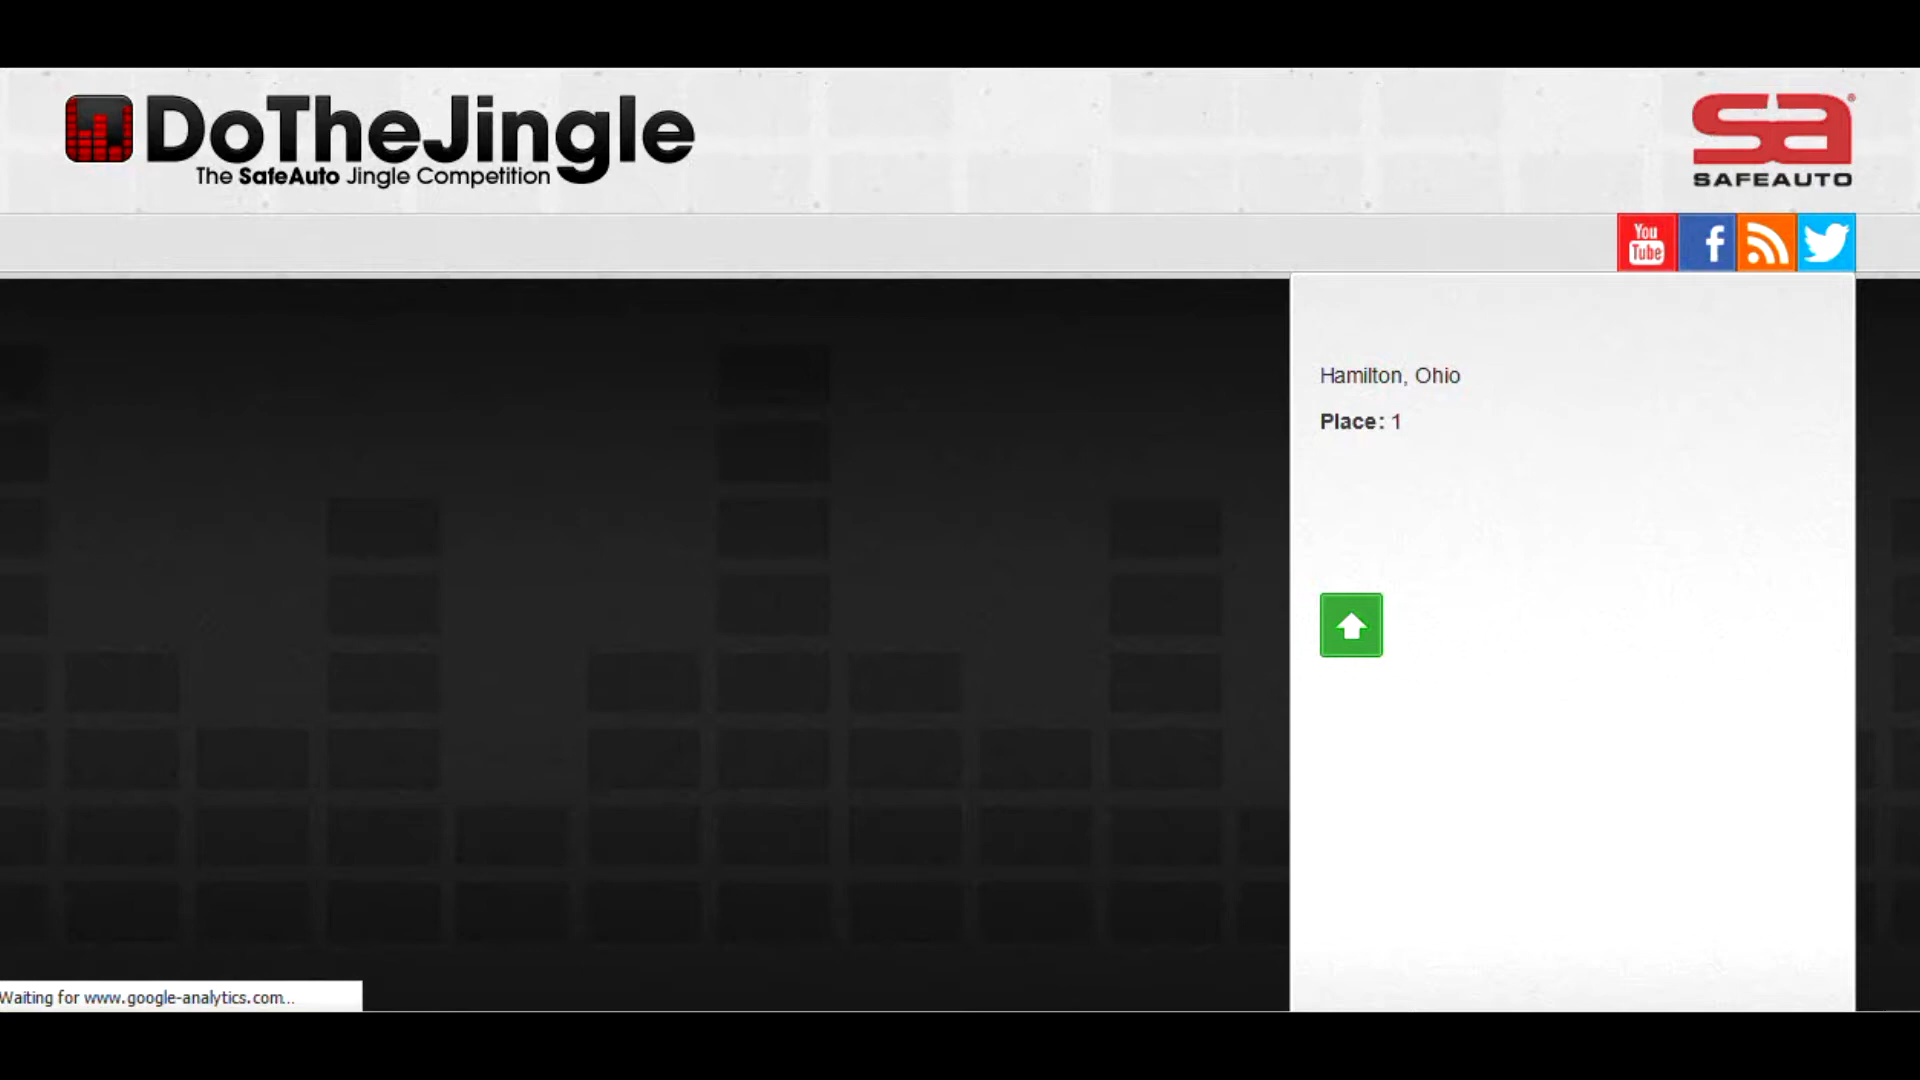 DoTheJingle
The SafeAuto Jingle Competition
sa®
SAFEAUTO
You
Tube
f
Hamilton, Ohio
Place: 1
Waiting for www.google-analytics.com...